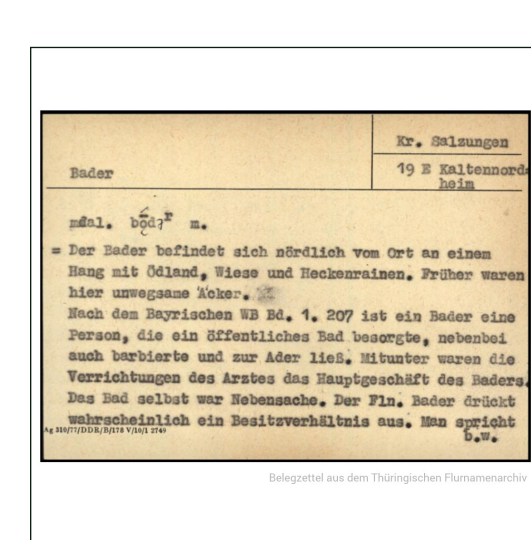 Kr. Salzungen
Bader
19 E Kaltennord-
heim
mdal. m.
= Der Bader befindet sich nördlich vom Ort an einem
Hang mit Ödland, Wiese und Heckenrainen. Früher waren
hier unwegsame Äcker.
Nach dem Bayrischen WB Bd. 1. 207 ist ein Bader eine
Person, die ein öffentliches Bad besorgte, nebenbei
auch barbierte und zur Ader ließ. Mitunter waren die
Verrichtungen des Arztes das Hauptgeschäft des Baders.
Das Bad selbst war Nebensache. Der Fln. Bader drückt
wahrscheinlich ein Besitzverhältnis aus. Man spricht
Ag 310/77/DDR/B/178 V/10/1 2749
b.w.
Belegzettel aus dem Thüringischen Flurnamenarchiv